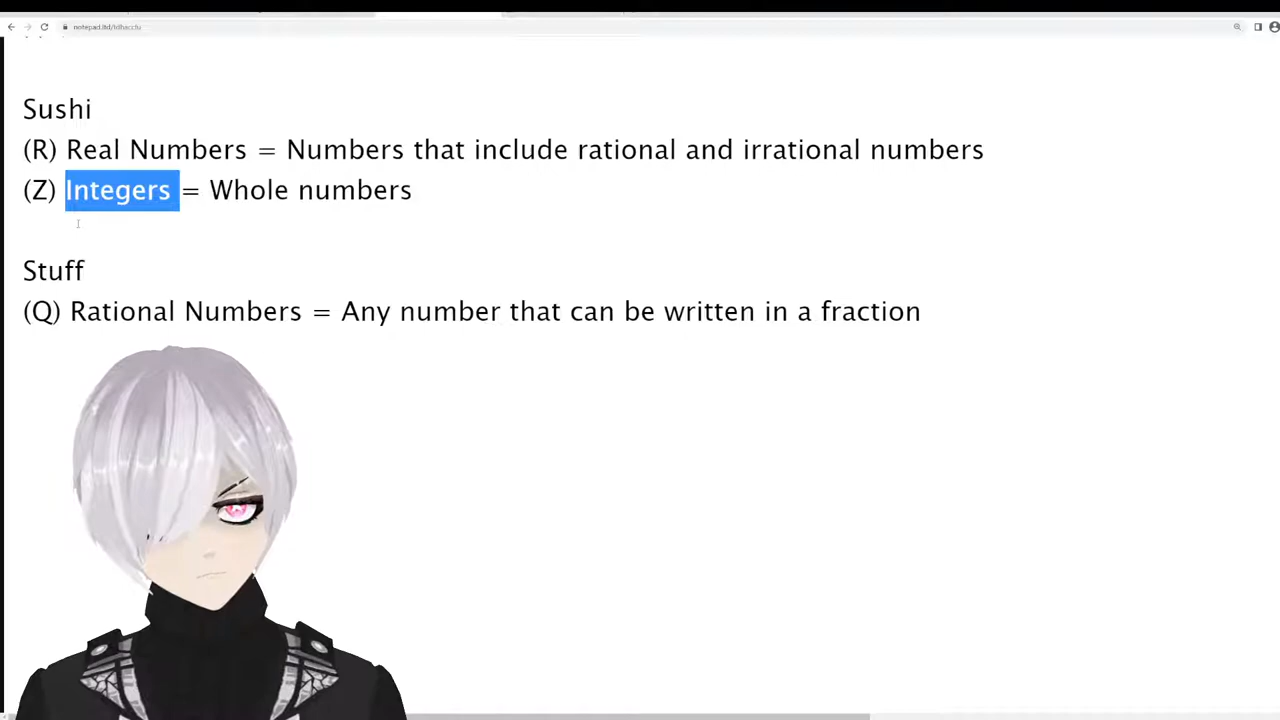 Sushi
(R) Real Numbers = Numbers that include rational and irrational numbers
(Z) Integers = Whole numbers
Stuff
(Q) Rational Numbers = Any number that can be written in a fraction